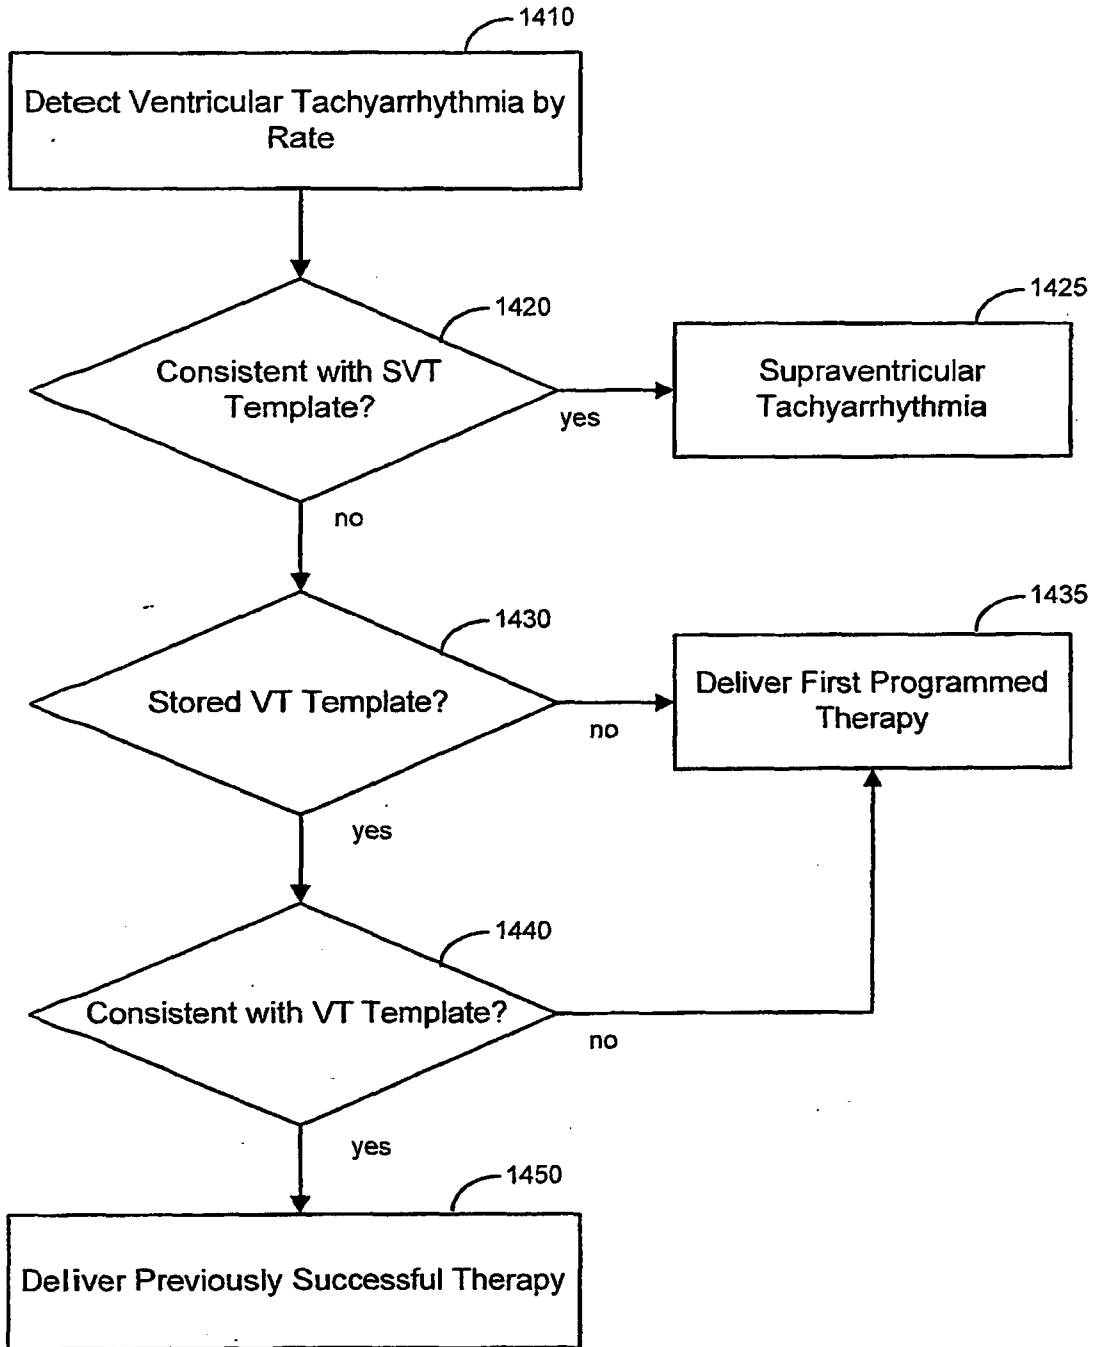 1410
Detect Ventricular Tachyarrhythmia by
Rate
1420
Consistent with SVT
Template?
yes
1425
Supraventricular
Tachyarrhythmia
no
1430
Stored VT Template?
no
1435
Deliver First Programmed
Therapy
yes
1440
Consistent with VT Template?
no
yes
1450
Deliver Previously Successful Therapy